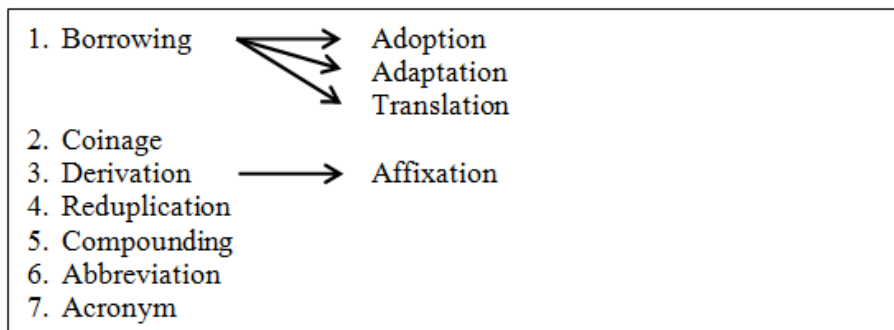 1. Borrowing Adoption
Adaptation
Translation
2. Coinage
3. Derivation Affixation
4. Reduplication
5. Compounding
6. Abbreviation
7. Acronym